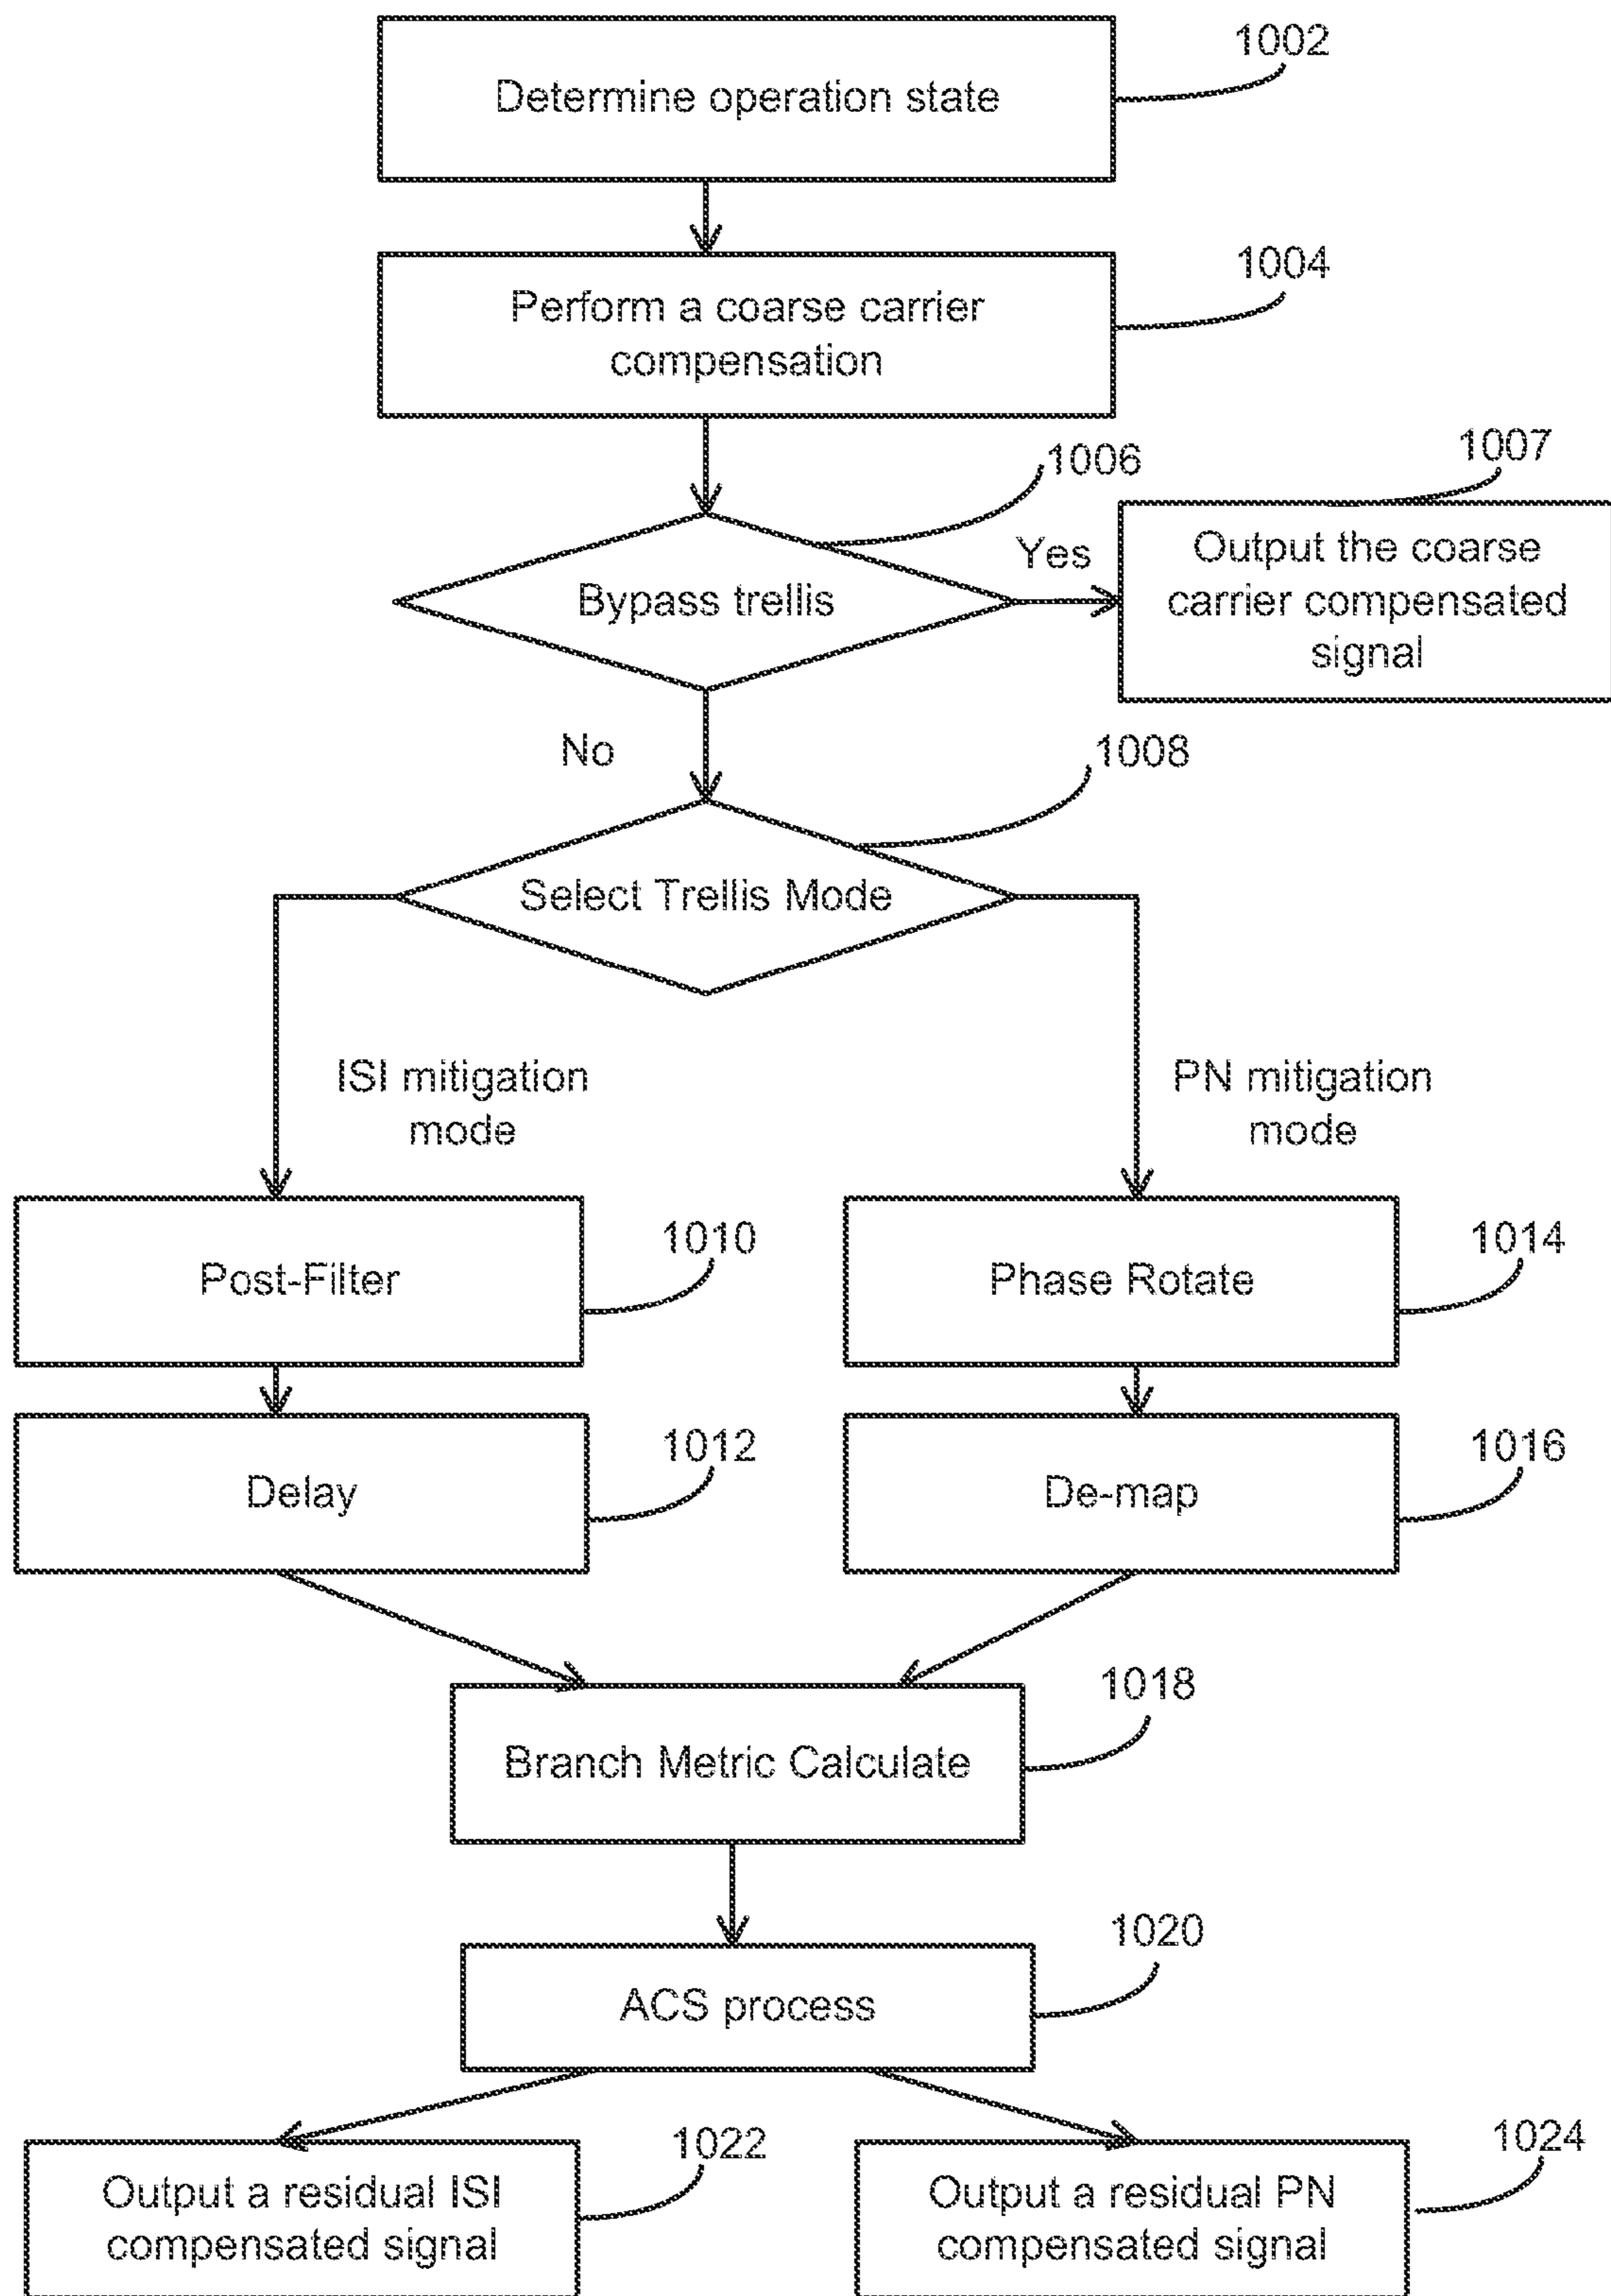 1002
Determine operation state
1004
Perform a coarse carrier
compensation
1006
1007
Yes
Output the coarse
carrier compensated
signal
Bypass trellis
No
1008
Select Trellis Mode
ISI mitigation
mode
PN mitigation
mode
1010
Post-Filter
1014
Phase Rotate
1012
Delay
1016
De-map
1018
Branch Metric Calculate
1020
ACS process
1022
Output a residual ISI
compensated signal
1024
Output a residual PN
compensated signal